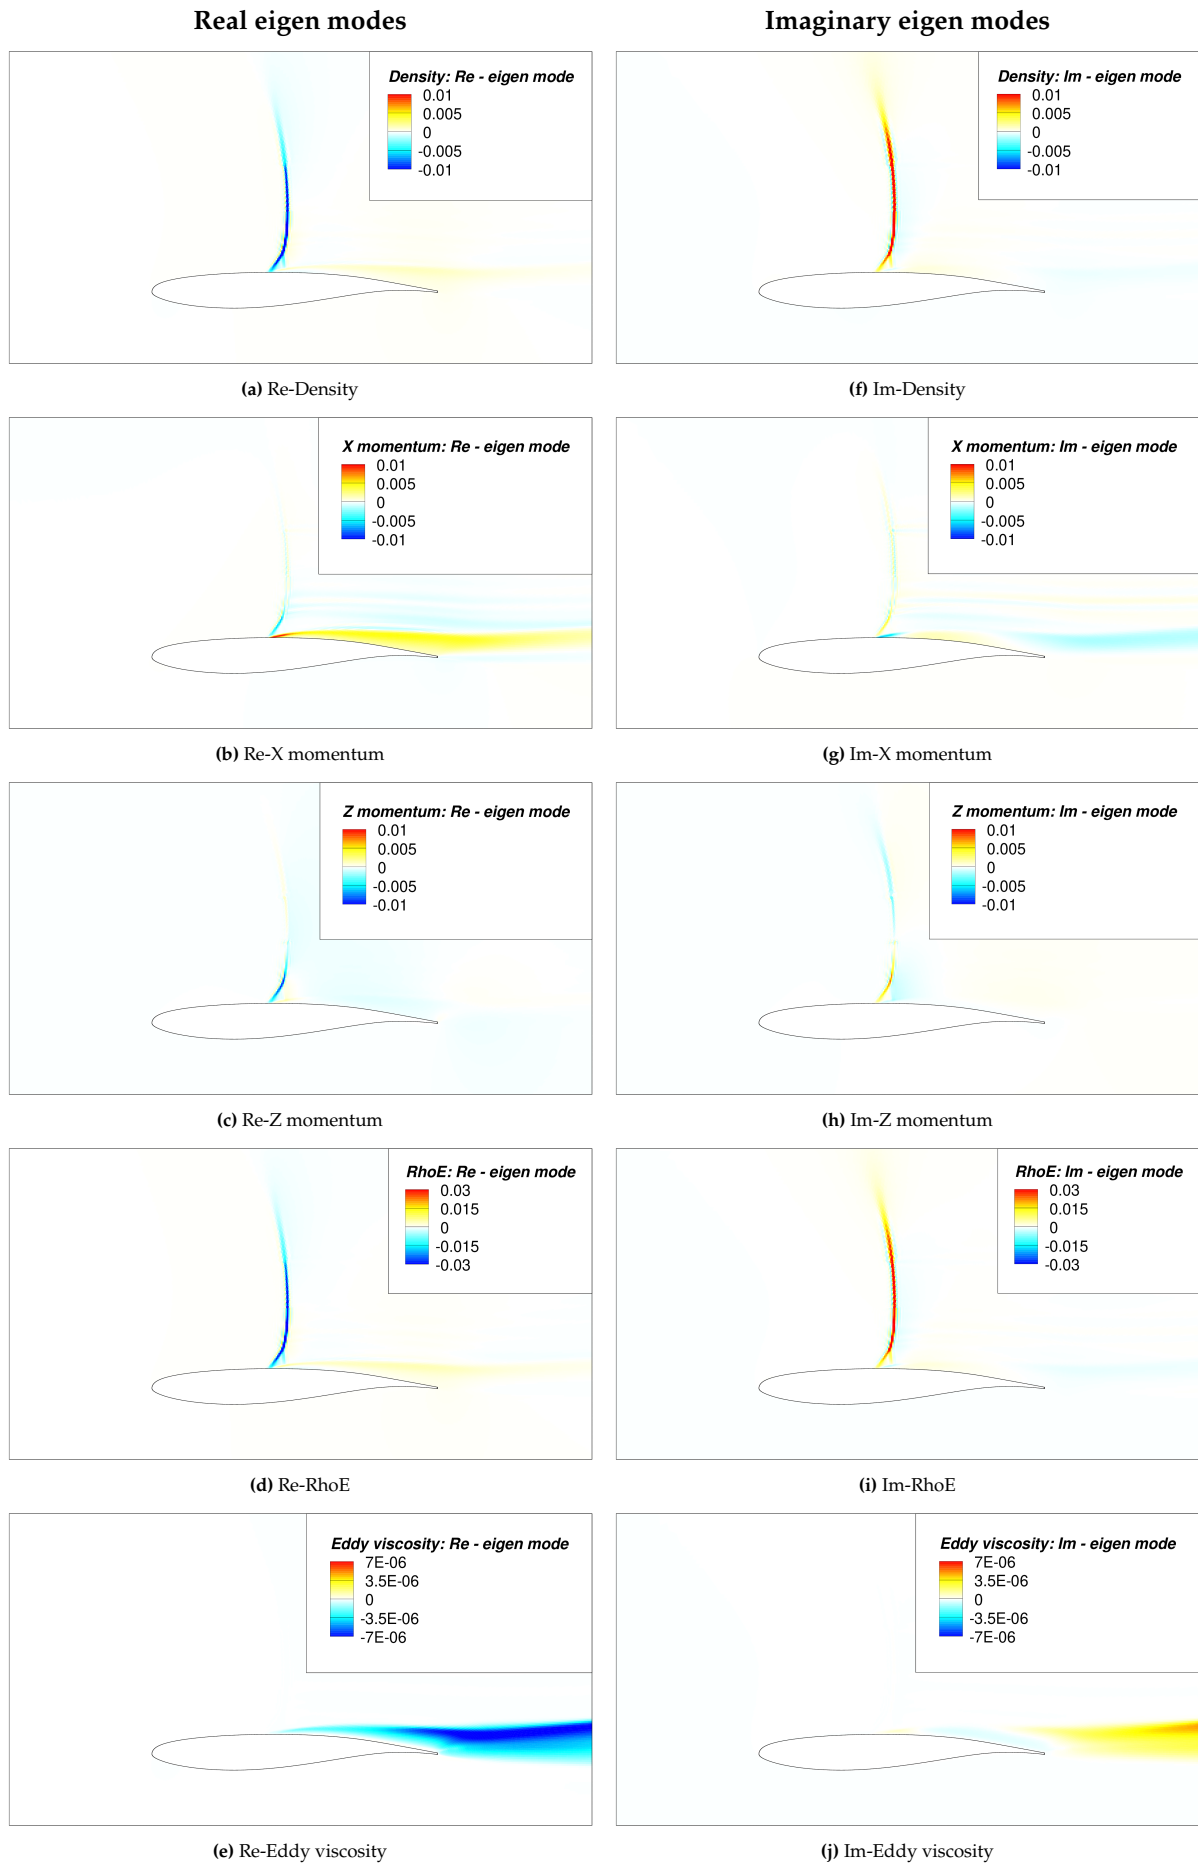 Real eigen modes
Imaginary eigen modes
Density: Re - eigen mode
0.01
0.005
0
-0.005
-0.01
(a) Re-Density
Density: Im - eigen mode
0.01
0.005
0
-0.005
-0.01
(f) Im-Density
X momentum: Re - eigen mode
0.01
0.005
0
-0.005
-0.01
(b) Re-X momentum
X momentum: Im - eigen mode
0.01
0.005
0
-0.005
-0.01
(g) Im-X momentum
Z momentum: Re - eigen mode
0.01
0.005
0
-0.005
-0.01
(c) Re-Z momentum
Z momentum: Im - eigen mode
0.01
0.005
0
-0.005
-0.01
(h) Im-Z momentum
RhoE: Re - eigen mode
0.03
0.015
0
-0.015
-0.03
(d) Re-RhoE
RhoE: Im - eigen mode
0.03
0.015
0
-0.015
-0.03
(i) Im-RhoE
Eddy viscosity: Re - eigen mode
7E-06
3.5E-06
0
-3.5E-06
-7E-06
(e) Re-Eddy viscosity
Eddy viscosity: Im - eigen mode
7E-06
3.5E-06
0
-3.5E-06
-7E-06
(j) Im-Eddy viscosity